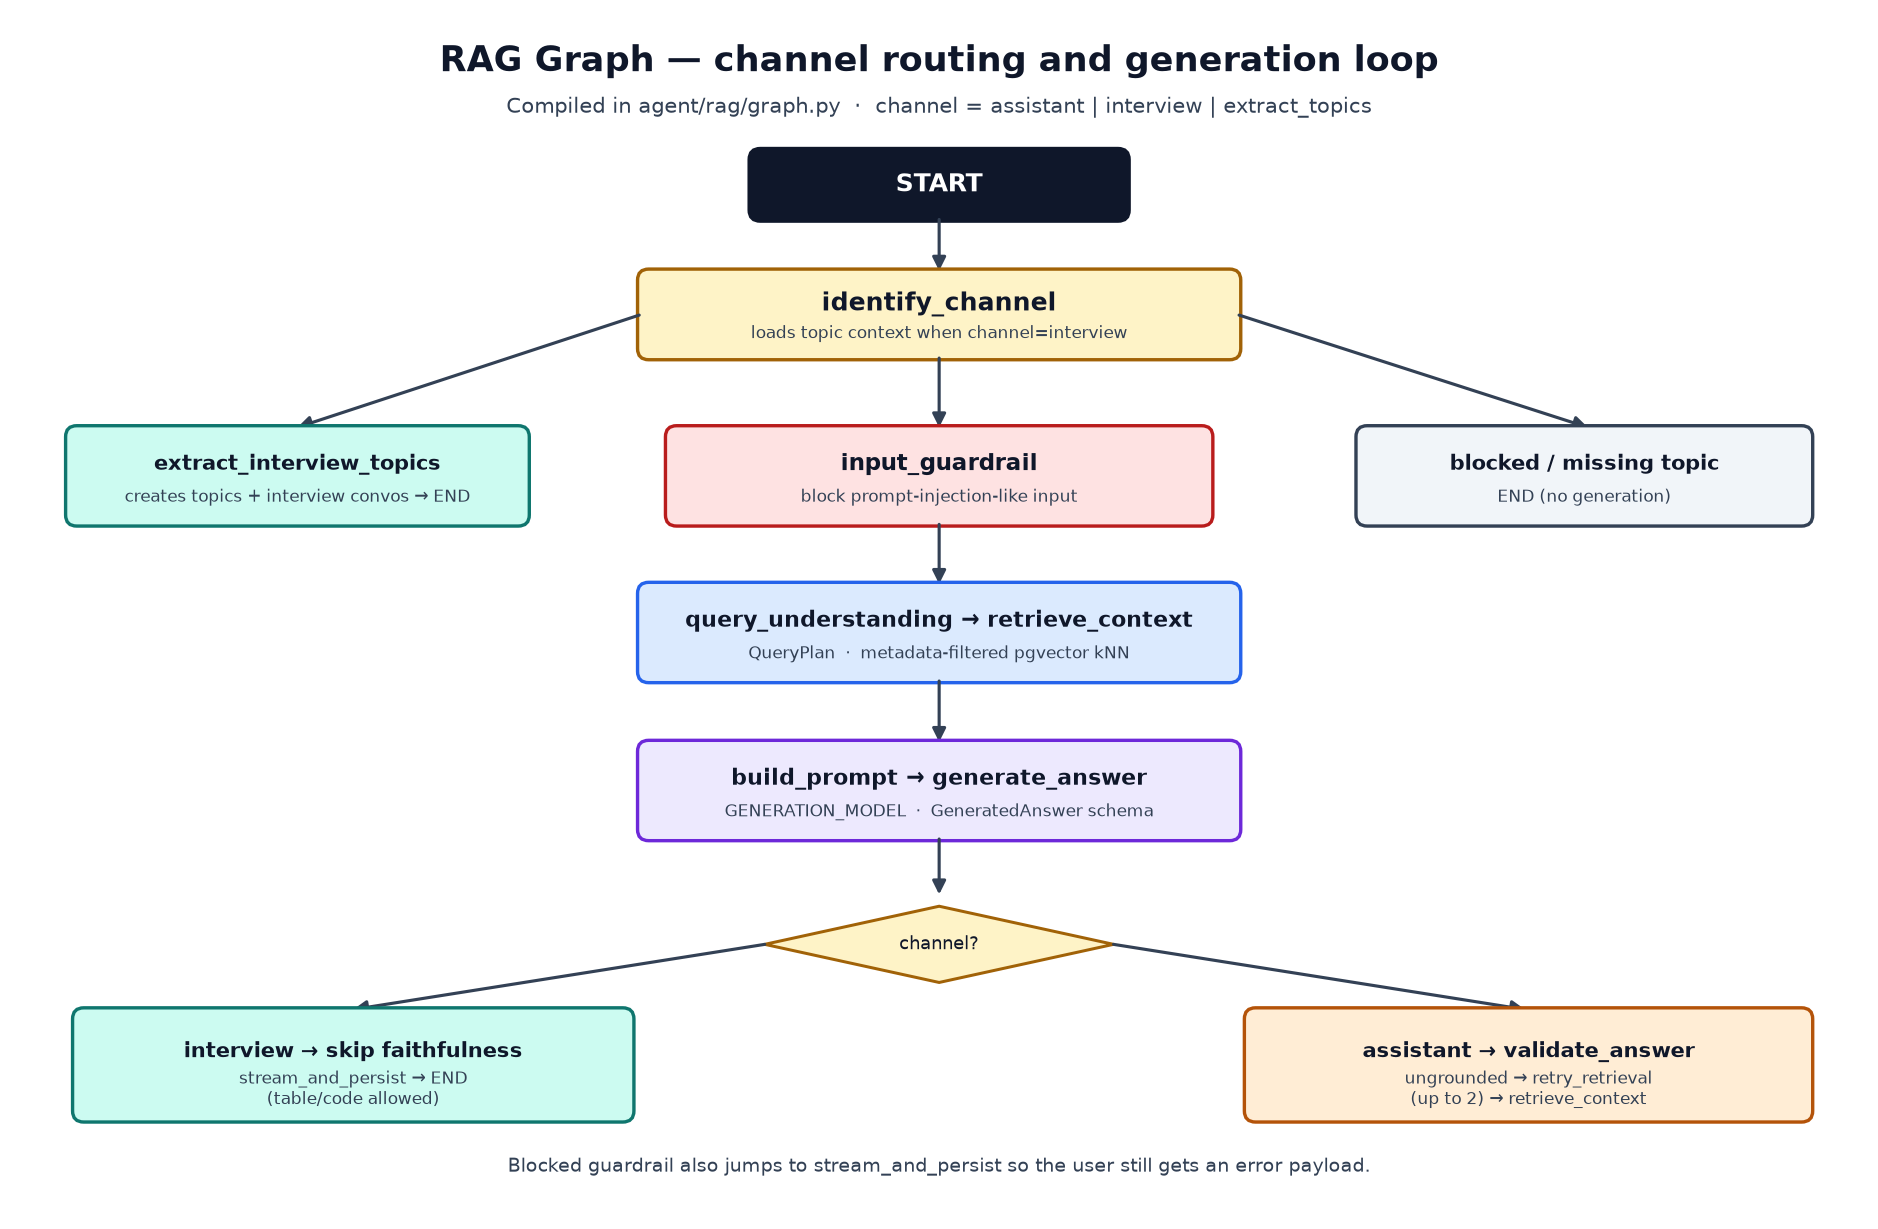 RAG Graph — channel routing and generation loop
Compiled in agent/rag/graph.py · channel = assistant | interview | extract_topics
START
identify_channel
loads topic context when channel=interview
extract_interview_topics
creates topics + interview convos → END
input_guardrail
block prompt-injection-like input
blocked / missing topic
END (no generation)
query_understanding → retrieve_context
QueryPlan · metadata-filtered pgvector kNN
build_prompt → generate_answer
GENERATION_MODEL · GeneratedAnswer schema
channel?
interview → skip faithfulness
stream_and_persist → END
(table/code allowed)
assistant → validate_answer
ungrounded → retry_retrieval
(up to 2) → retrieve_context
Blocked guardrail also jumps to stream_and_persist so the user still gets an error payload.